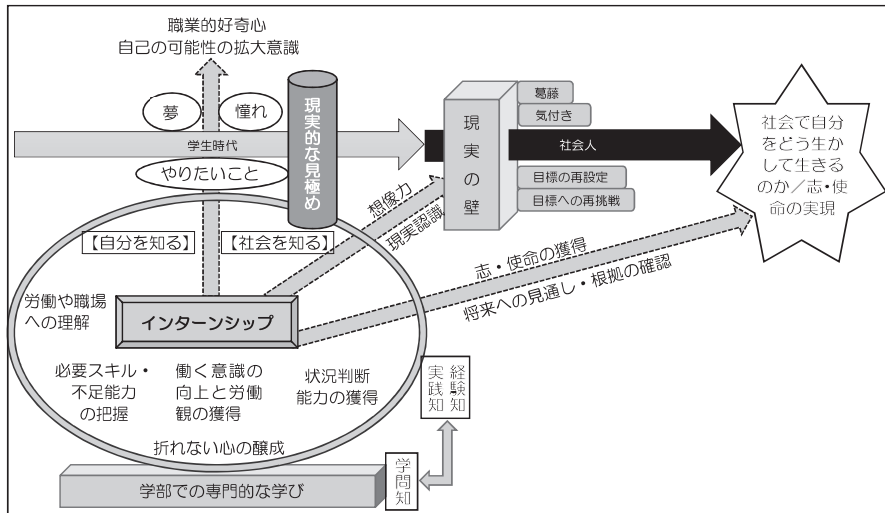 職業的好奇心
自己の可能性の拡大意識
夢
憧れ
学生時代
やりたいこと
現実的な見極め
現実の壁
葛藤
気付き
社会人
目標の再設定
目標への再挑戦
社会で自分
をどう生か
して生きる
のか/志・使
命の実現
想像力
現実認識
志・使命の獲得
将来への見通し・根拠の確認
【自分を知る】
【社会を知る】
労働や職場
への理解
インターンシップ
必要スキル・
不足能力
の把握
働く意識の
向上と労働
観の獲得
状況判断
能力の獲得
折れない心の醸成
経験知
実践知
学問知
学部での専門的な学び